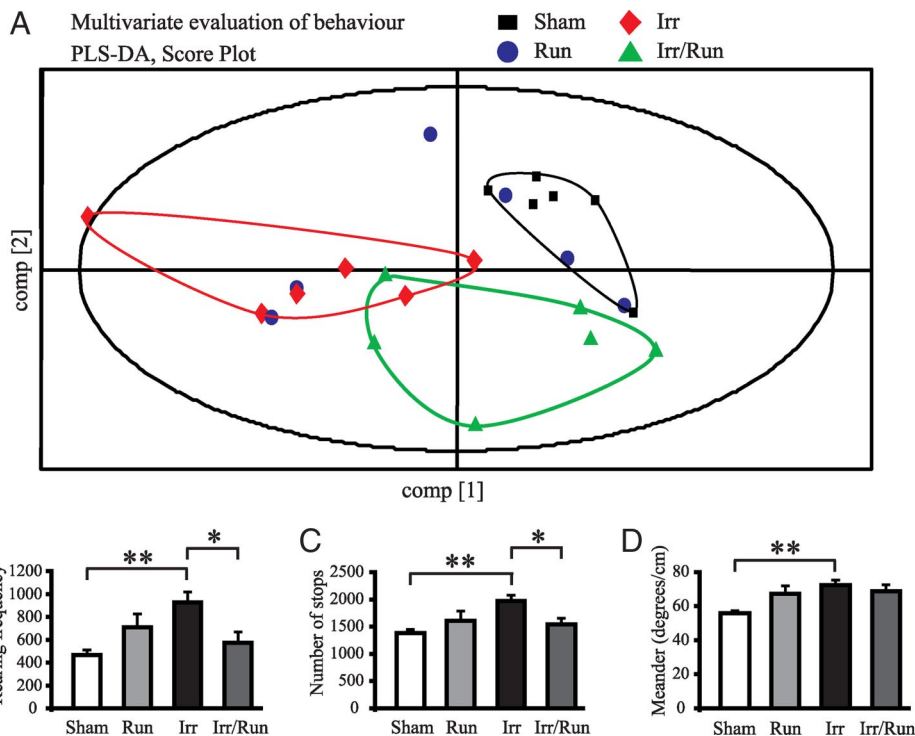 A
Multivariate evaluation of behaviour
PLS-DA, Score Plot
Sham
Irr
Run
Irr/Run
comp [2]
comp [1]
Rearing frequency
1200
1000
800
600
400
200
0
**
*
Sham Run Irr Irr/Run
C
Number of stops
2500
2000
1500
1000
500
0
**
*
Sham Run Irr Irr/Run
D
Meander (degrees/cm)
80
60
40
20
0
**
Sham Run Irr Irr/Run